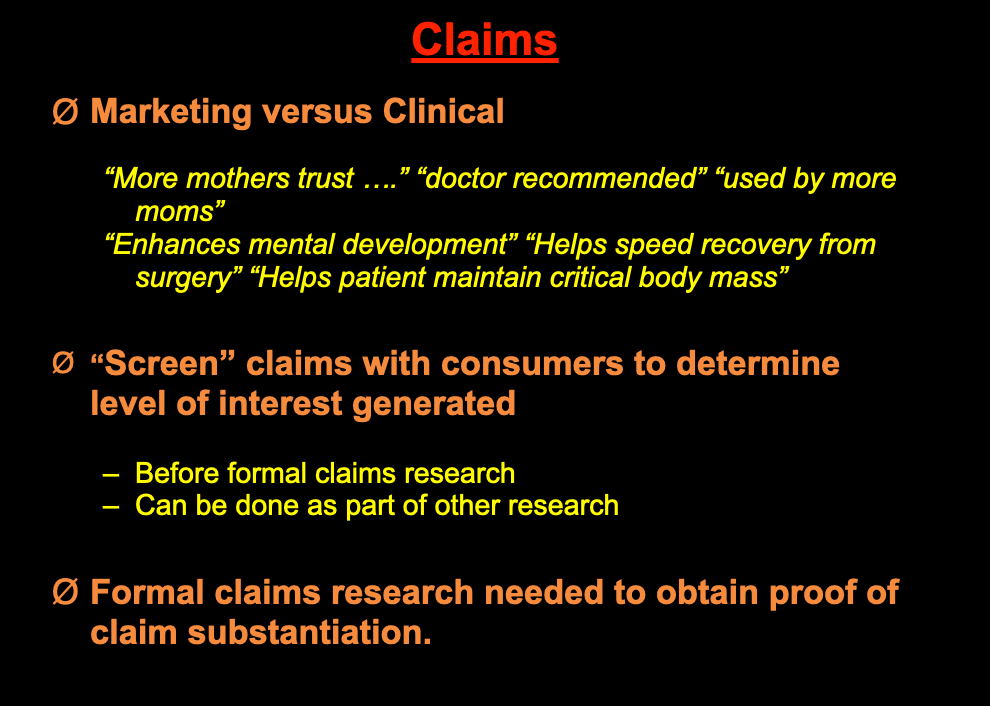 Claims
Ø Marketing versus Clinical
“More mothers trust ….” “doctor recommended” “used by more
moms”
“Enhances mental development” “Helps speed recovery from
surgery” “Helps patient maintain critical body mass”
Ø “Screen” claims with consumers to determine
level of interest generated
– Before formal claims research
– Can be done as part of other research
Ø Formal claims research needed to obtain proof of
claim substantiation.